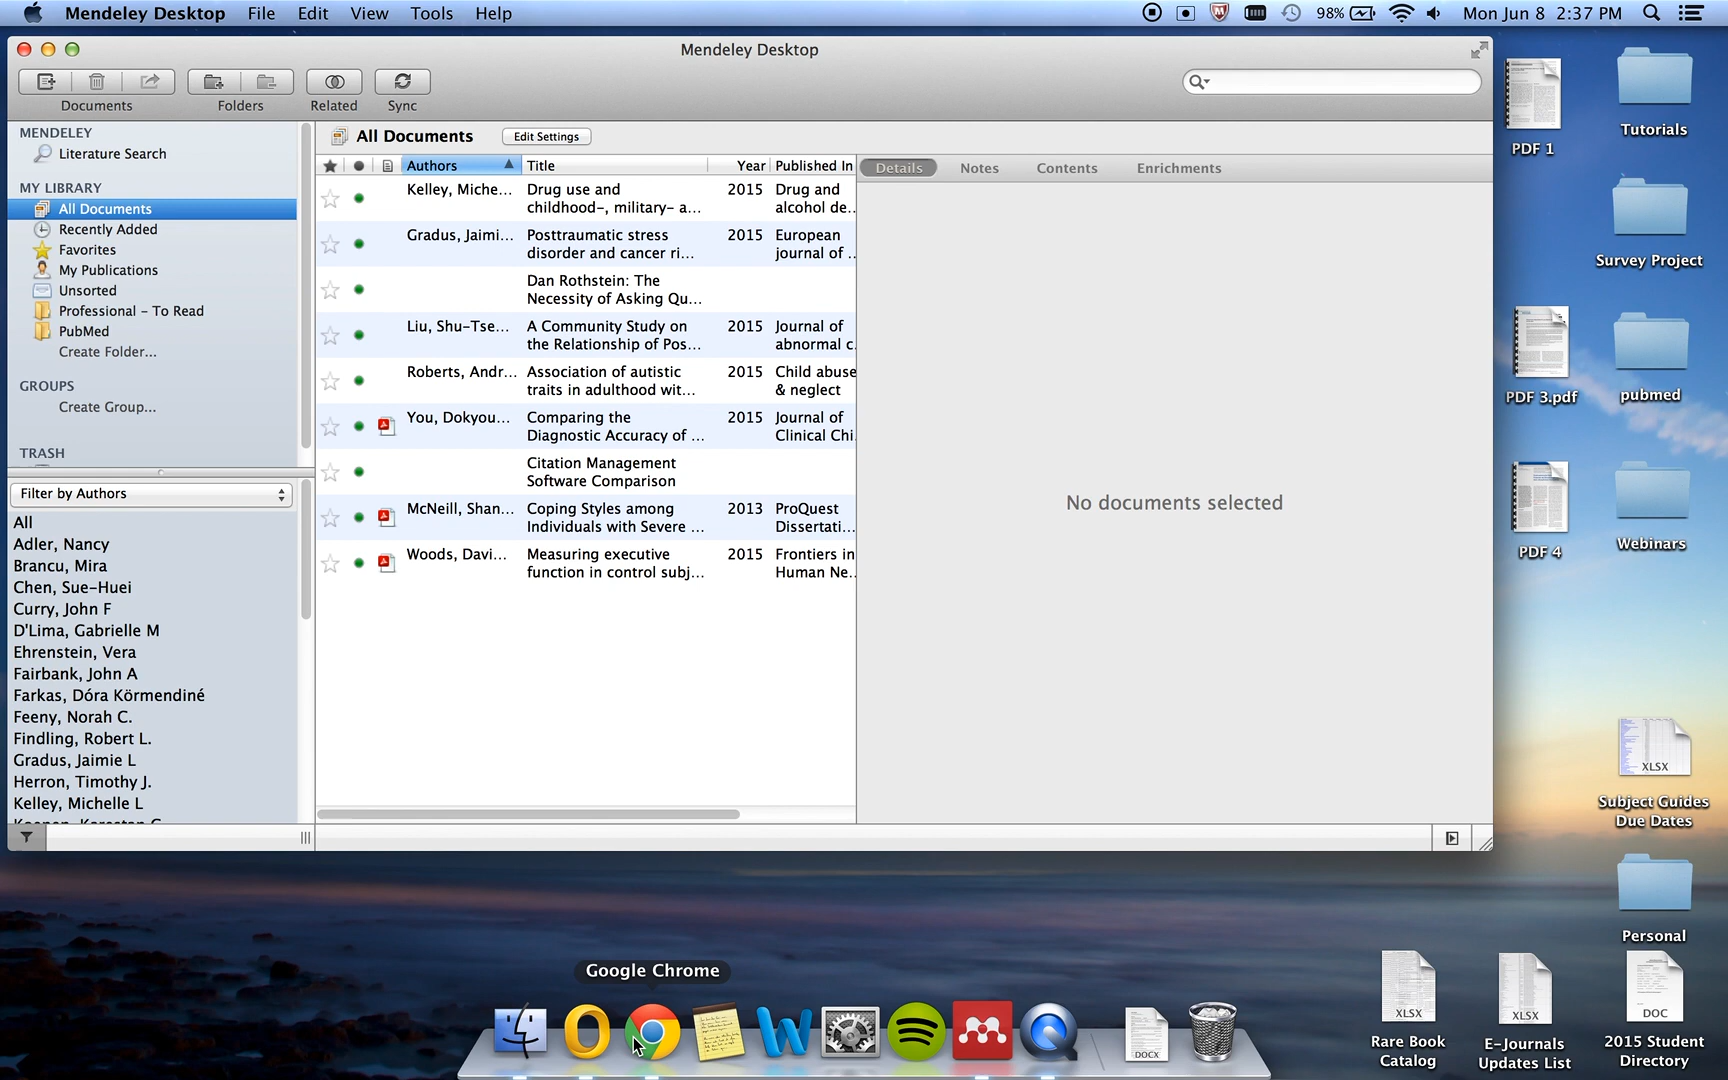 Mendeley Desktop File Edit View Tools Help
98% Mon Jun 8 2:37 PM
Mendeley Desktop
Documents Folders Related Sync
MENDELEY
Literature Search
MY LIBRARY
All Documents
Recently Added
Favorites
My Publications
Unsorted
Professional - To Read
PubMed
Create Folder...
GROUPS
Create Group...
TRASH
Filter by Authors
All
Adler, Nancy
Brancu, Mira
Chen, Sue-Huei
Curry, John F
D'Lima, Gabrielle M
Ehrenstein, Vera
Fairbank, John A
Farkas, Dóra Körmendiné
Feeny, Norah C.
Findling, Robert L.
Gradus, Jaimie L
Herron, Timothy J.
Kelley, Michelle L
All Documents Edit Settings
Authors Title Year Published In
Kelley, Miche... Drug use and 2015 Drug and
childhood-, military- a... alcohol de...
Gradus, Jaimi... Posttraumatic stress 2015 European
disorder and cancer ri... journal of ...
Dan Rothstein: The
Necessity of Asking Qu...
Liu, Shu-Tse... A Community Study on 2015 Journal of
the Relationship of Pos... abnormal c...
Roberts, Andr... Association of autistic 2015 Child abuse
traits in adulthood wit... & neglect
You, Dokyou... Comparing the 2015 Journal of
Diagnostic Accuracy of ... Clinical Chi...
Citation Management
Software Comparison
McNeill, Shan... Coping Styles among 2013 ProQuest
Individuals with Severe ... Dissertati...
Woods, Davi... Measuring executive 2015 Frontiers in
function in control subj... Human Ne...
Details Notes Contents Enrichments
No documents selected
PDF 1
Tutorials
Survey Project
PDF 3.pdf
pubmed
PDF 4
Webinars
XLSX
Subject Guides
Due Dates
Personal
XLSX
Rare Book
Catalog
XLSX
E-Journals
Updates List
DOC
2015 Student
Directory
Google Chrome
DOCX